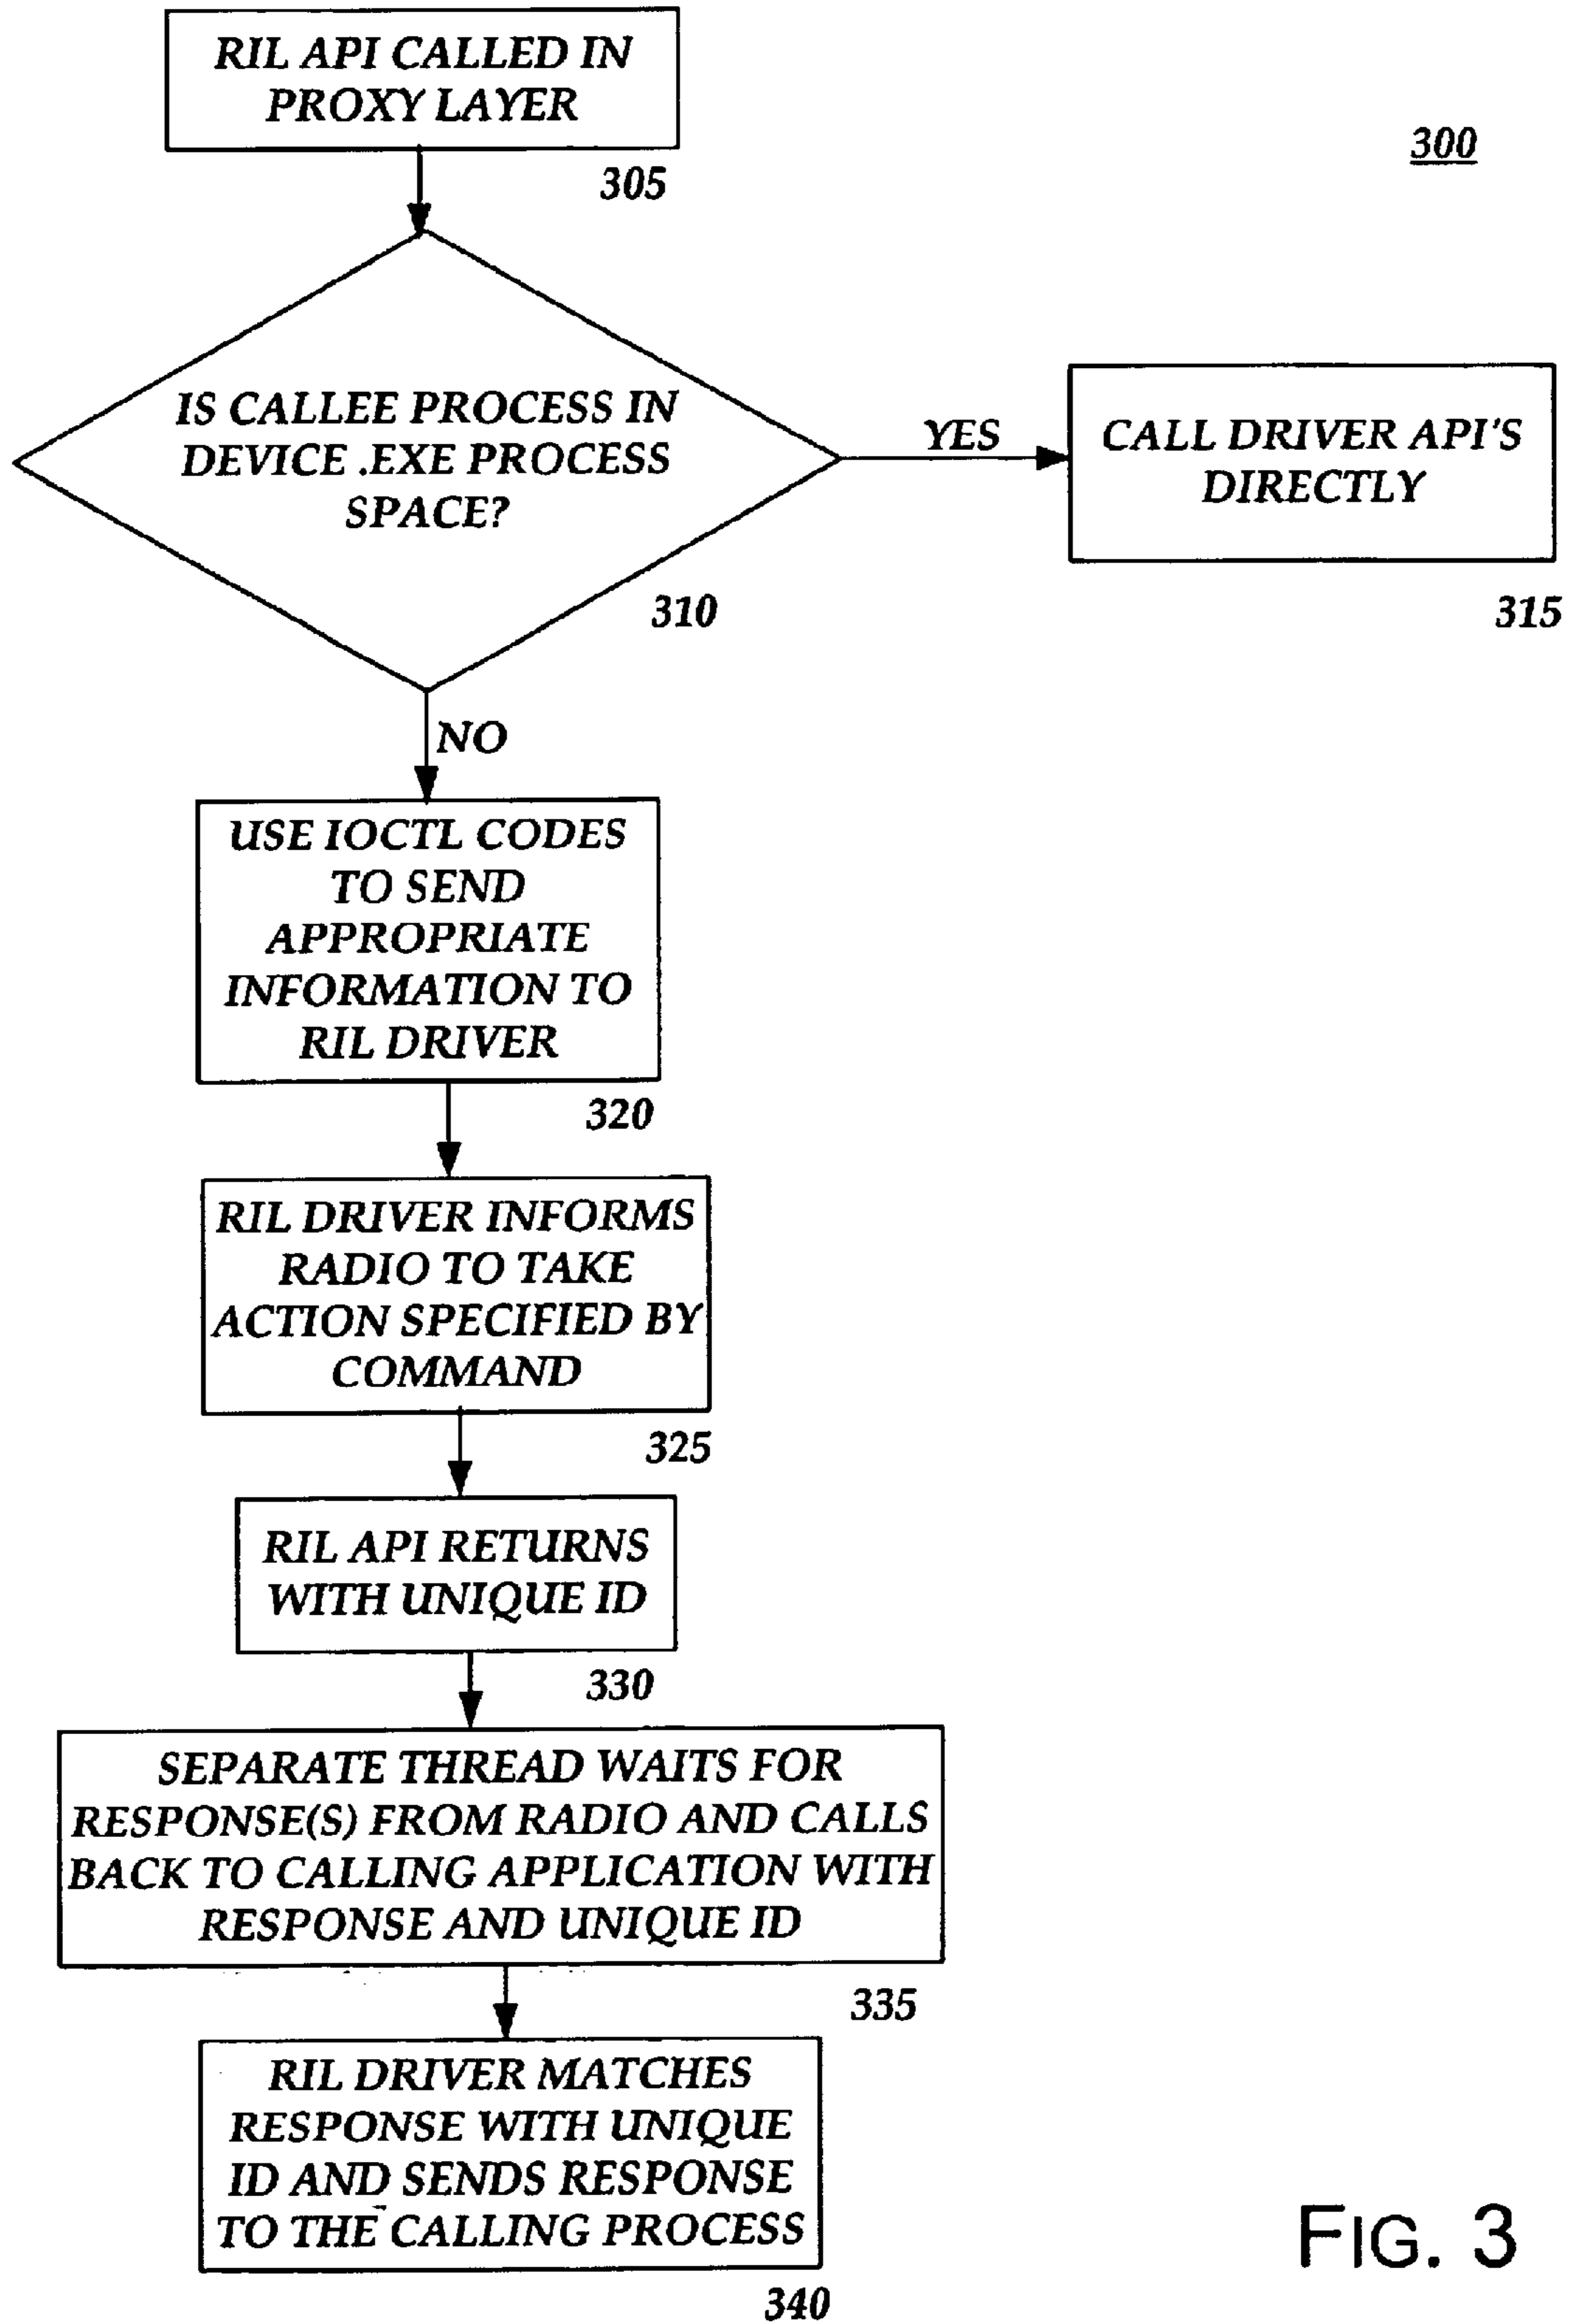 RIL API CALLED IN
PROXY LAYER
305
300
IS CALLEE PROCESS IN
DEVICE .EXE PROCESS
SPACE?
310
YES
CALL DRIVER API'S
DIRECTLY
315
NO
USE IOCTL CODES
TO SEND
APPROPRIATE
INFORMATION TO
RIL DRIVER
320
RIL DRIVER INFORMS
RADIO TO TAKE
ACTION SPECIFIED BY
COMMAND
325
RIL API RETURNS
WITH UNIQUE ID
330
SEPARATE THREAD WAITS FOR
RESPONSE(S) FROM RADIO AND CALLS
BACK TO CALLING APPLICATION WITH
RESPONSE AND UNIQUE ID
335
RIL DRIVER MATCHES
RESPONSE WITH UNIQUE
ID AND SENDS RESPONSE
TO THE CALLING PROCESS
340
FIG. 3